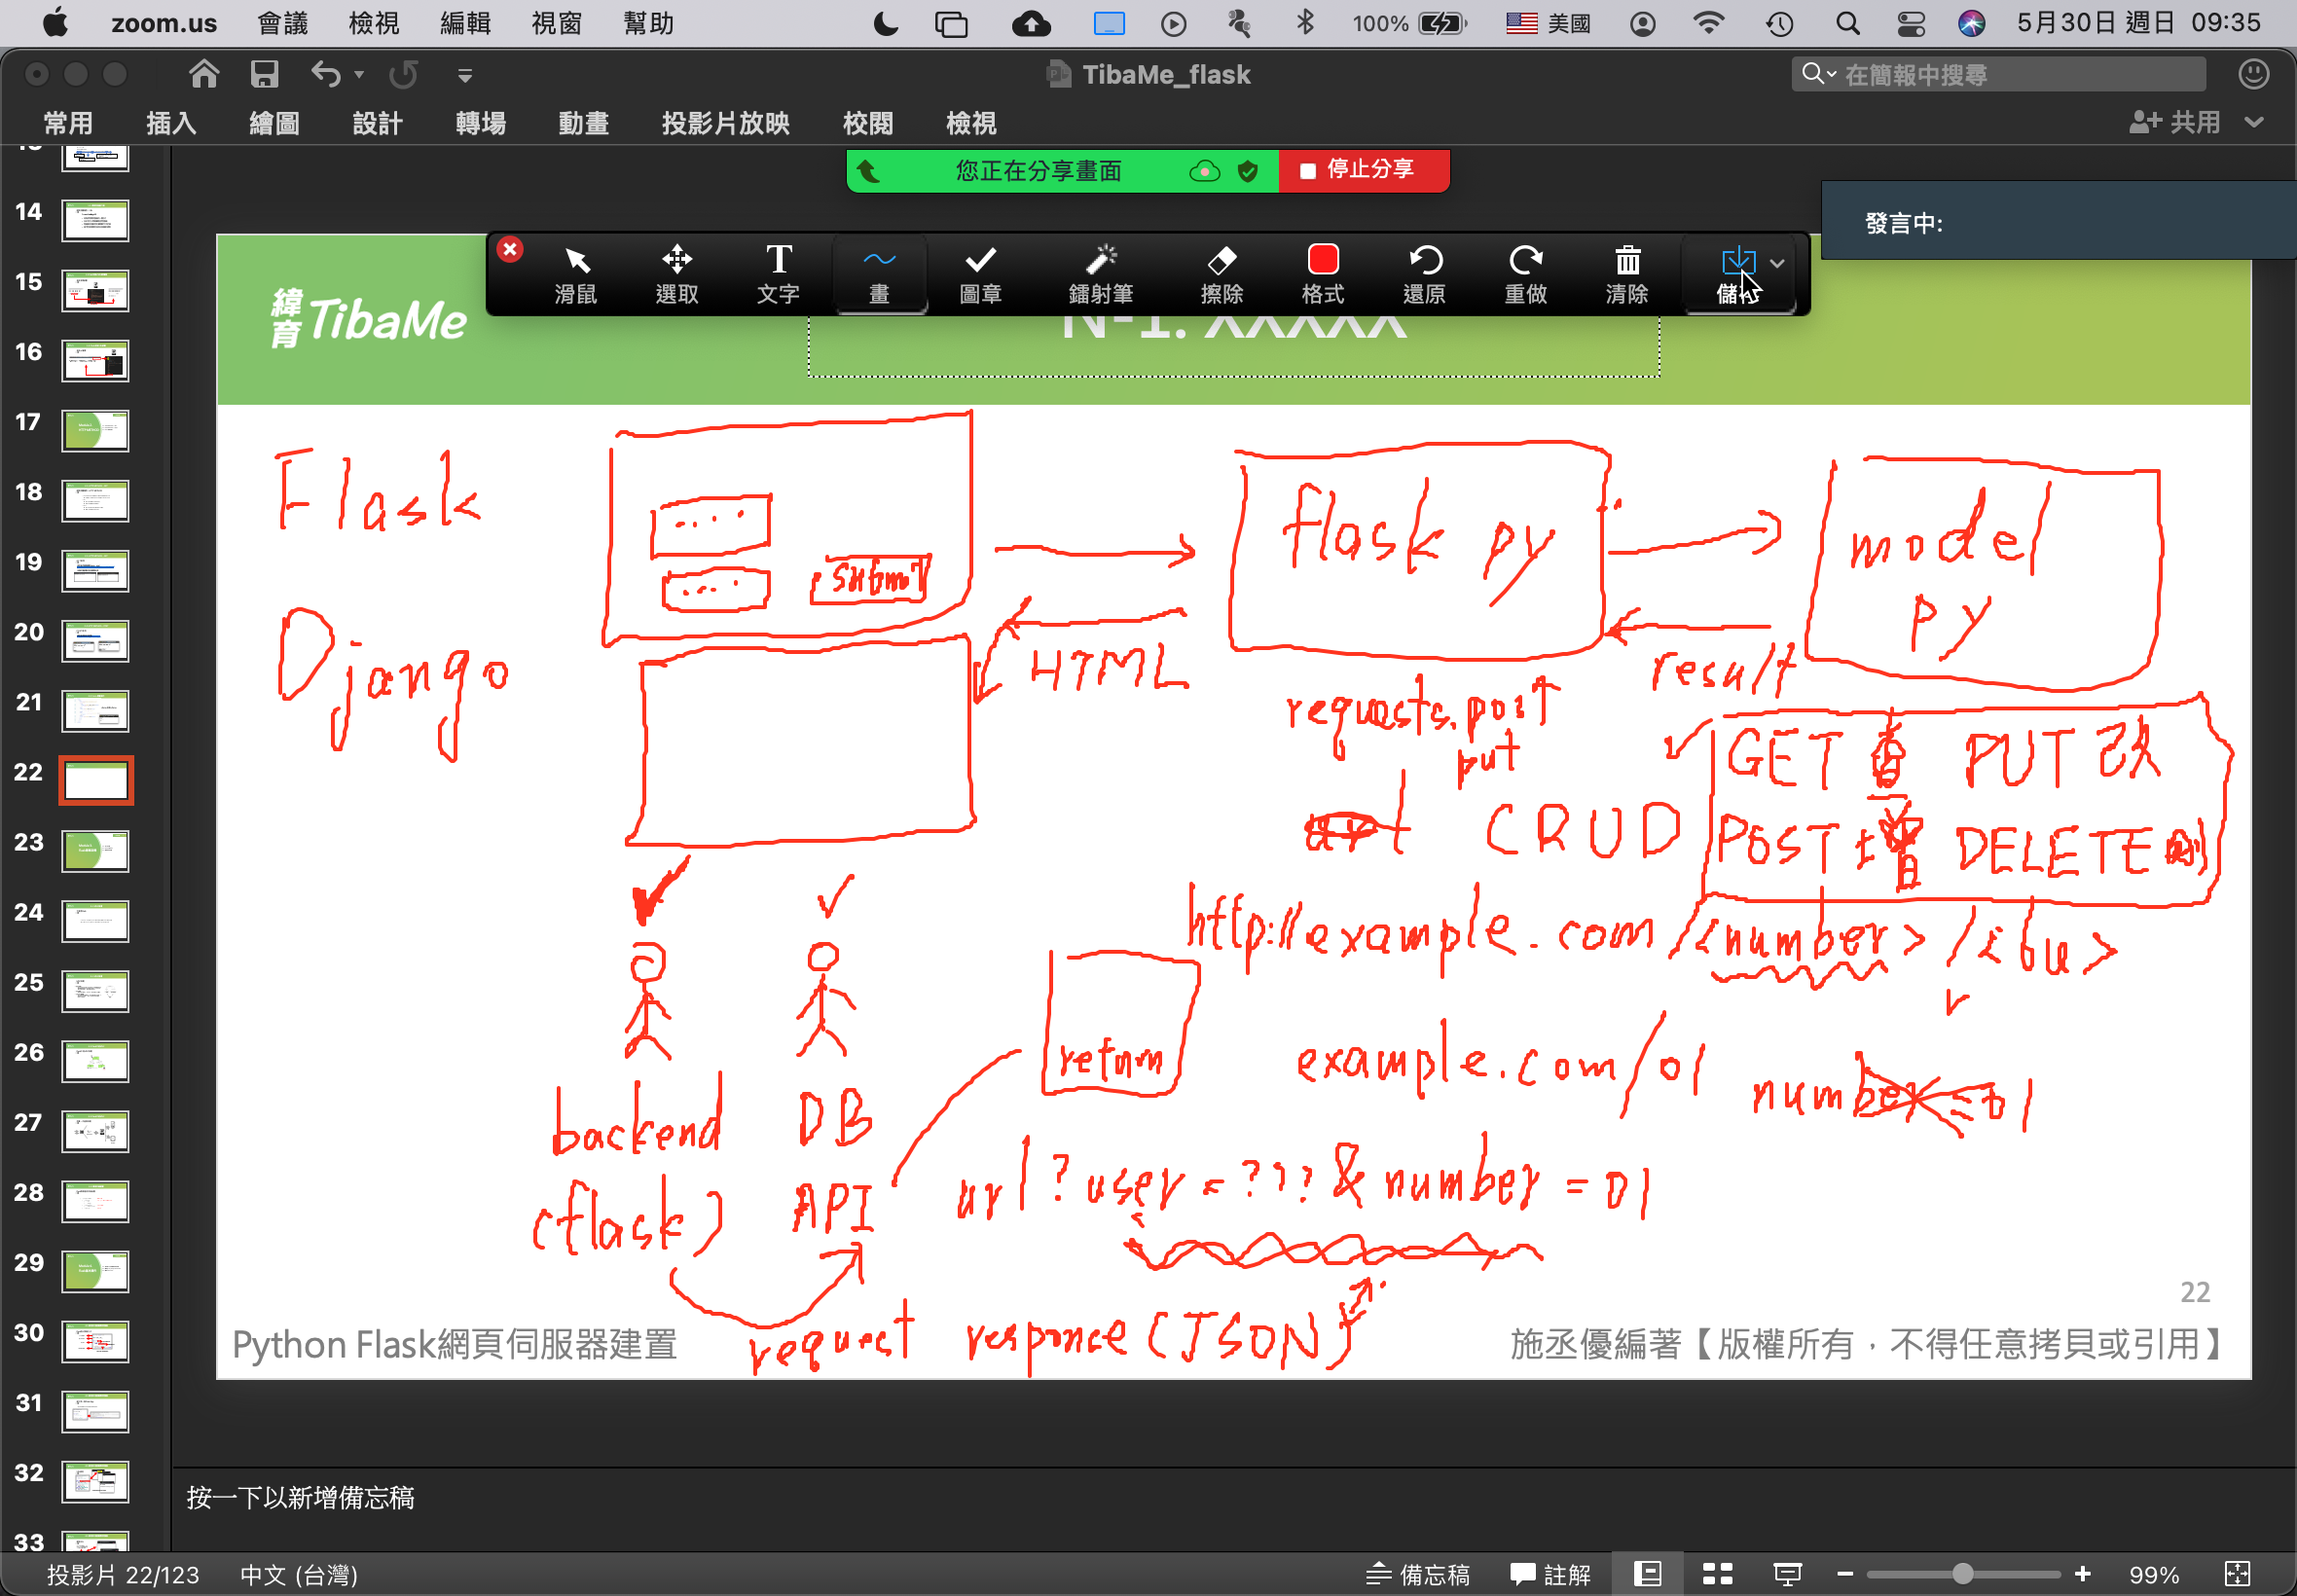 zoom.us 會議 檢視 編輯 視窗 幫助 100% 美國 5月30日 週日 09:35
TibaMe_flask
在簡報中搜尋
常用 插入 繪圖 設計 轉場 動畫 投影片放映 校閱 檢視 共用
您正在分享畫面 停止分享
發言中:
滑鼠 選取 文字 畫 圖章 鐳射筆 擦除 格式 還原 重做 清除
緯育 TibaMe
N-1. XXXXX
Flask
Django
submit
flask py
model
py
HTML
result
requests.post
put
GET PUT
CRUD
POST DELETE
http://example.com/<number>/
return
example.com/01
backend DB
(flask) API
url?user=???&number=01
request response(JSON)
22
Python Flask網頁伺服器建置
施丞優編著【版權所有，不得任意拷貝或引用】
14
15
16
17
18
19
20
21
22
23
24
25
26
27
28
29
30
31
32
33
按一下以新增備忘稿
投影片 22/123 中文 (台灣) 備忘稿 註解 99%